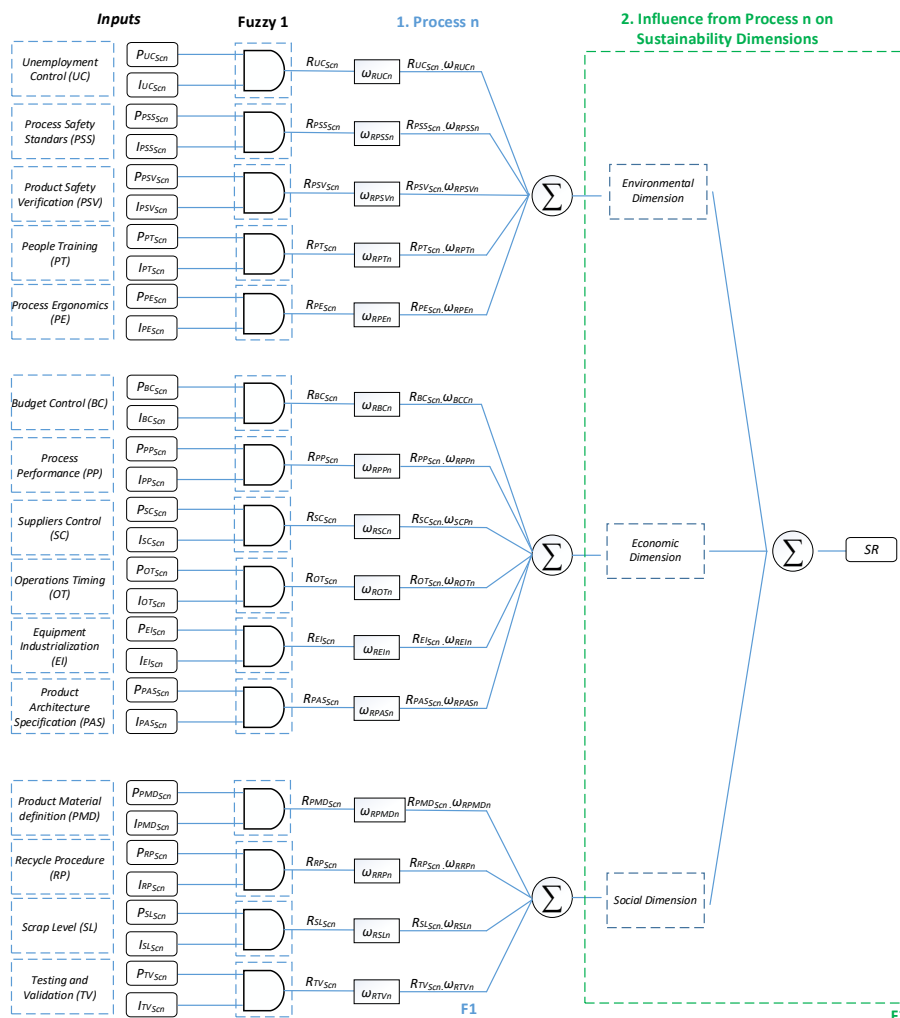 Inputs
Fuzzy 1
1. Process n
2. Influence from Process n on
Sustainability Dimensions
Unemployment
Control (UC)
PUCScn
IUCScn
RUCScn
ωRUCn
RUCScn.ωRUCn
Process Safety
Standars (PSS)
PPSSScn
IPSSScn
RPSSScn
ωRPSSn
RPSSScn.ωRPSSn
Product Safety
Verification (PSV)
PPSVScn
IPSVScn
RPSVScn
ωRPSVn
RPSVScn.ωRPSVn
People Training
(PT)
PPTScn
IPTScn
RPTScn
ωRPTn
RPTScn.ωRPTn
Process Ergonomics
(PE)
PPEScn
IPEScn
RPEScn
ωRPEn
RPEScn.ωRPEn
∑
Environmental
Dimension
Budget Control (BC)
PBCScn
IBCScn
RBCScn
ωRBCn
RBCScn.ωBCCn
Process
Performance (PP)
PPPScn
IPPScn
RPPScn
ωRPPn
RPPScn.ωRPPn
Suppliers Control
(SC)
PSCScn
ISCScn
RSCScn
ωRSCn
RSCScn.ωSCPn
Operations Timing
(OT)
POTScn
IOTScn
ROTScn
ωROTn
ROTScn.ωROTn
Equipment
Industrialization
(EI)
PEIScn
IEIScn
REIScn
ωREIn
REIScn.ωREIn
Product
Architecture
Specification (PAS)
PPASScn
IPASScn
RPASScn
ωRPASn
RPASScn.ωRPASn
∑
Economic
Dimension
∑
SR
Product Material
definition (PMD)
PPMDScn
IPMDScn
RPMDScn
ωRPMDn
RPMDScn.ωRPMDn
Recycle Procedure
(RP)
PRPScn
IRPScn
RRPScn
ωRRPn
RRPScn.ωRRPn
Scrap Level (SL)
PSLScn
ISLScn
RSLScn
ωRSLn
RSLScn.ωRSLn
Testing and
Validation (TV)
PTVScn
ITVScn
RTVScn
ωRTVn
RTVScn.ωRTVn
∑
Social Dimension
F1